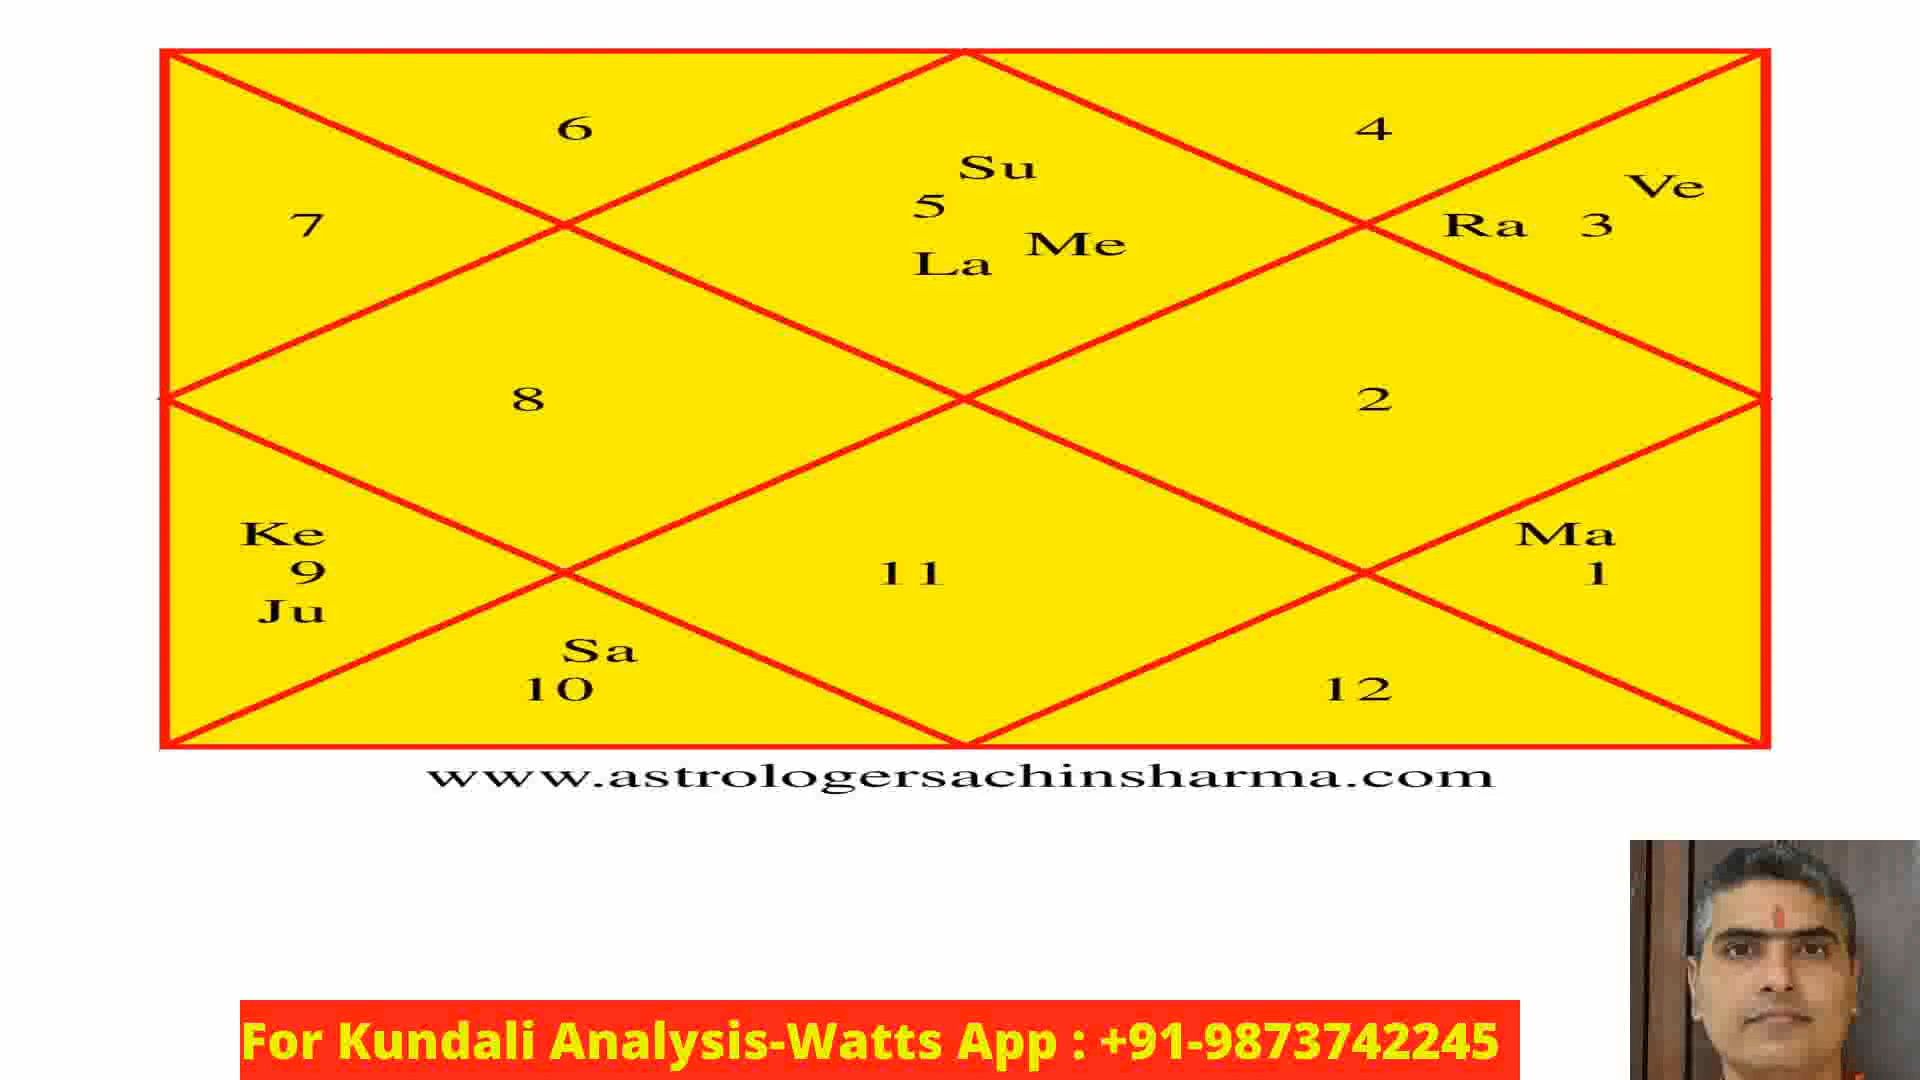 6
4
Su
Ve
5
7
Ra 3
Me
La
8
2
Ke
Ma
9
11
1
Ju
Sa
10
12
www.astrologersachinsharma.com
For Kundali Analysis-Watts App : +91-9873742245